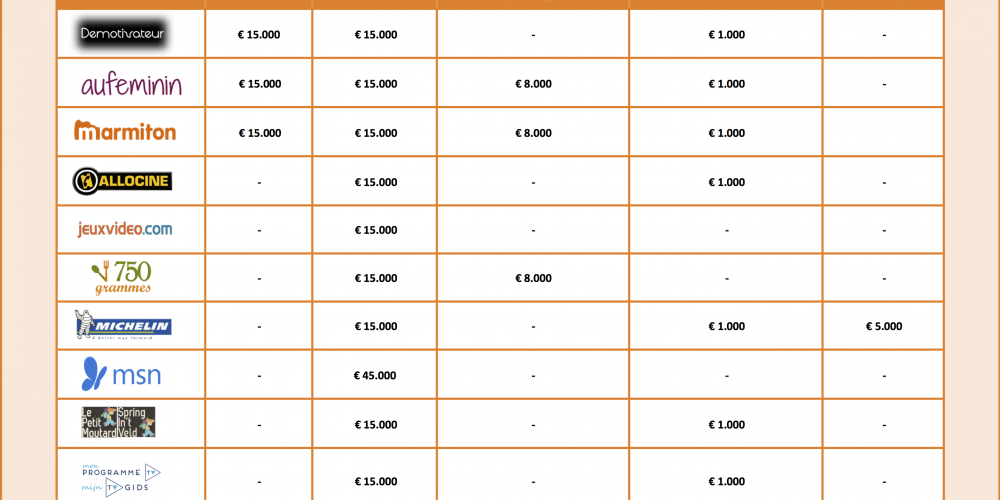 Demotivateur € 15.000 € 15.000 - € 1.000 -
aufeminin € 15.000 € 15.000 € 8.000 € 1.000 -
marmiton € 15.000 € 15.000 € 8.000 € 1.000
ALLOCINE - € 15.000 - € 1.000 -
jeuxvideo.com - € 15.000 - - -
750 grammes - € 15.000 € 8.000 - -
MICHELIN - € 15.000 - € 1.000 € 5.000
A better way forward
msn - € 45.000 - - -
Le Petit Moutard Spring In't Veld - € 15.000 - € 1.000 -
mon PROGRAMME TV
mijn TV GIDS - € 15.000 - € 1.000 -